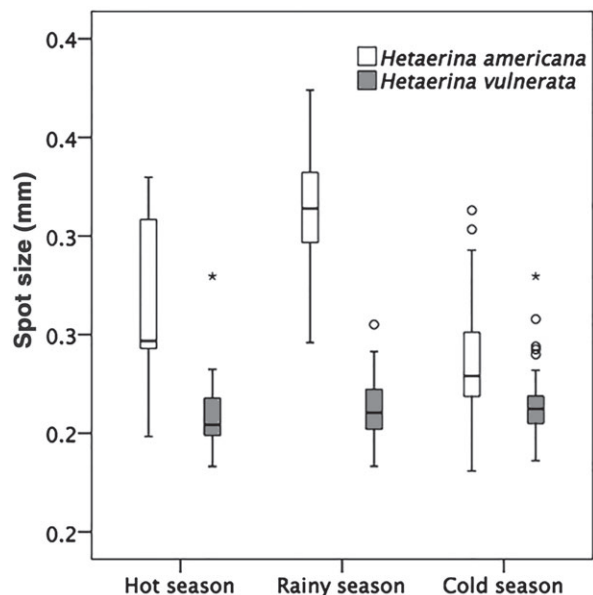 0.4
Hetaerina americana
Hetaerina vulnerata
0.4
0.3
0.3
0.2
0.2
Spot size (mm)
Hot season Rainy season Cold season